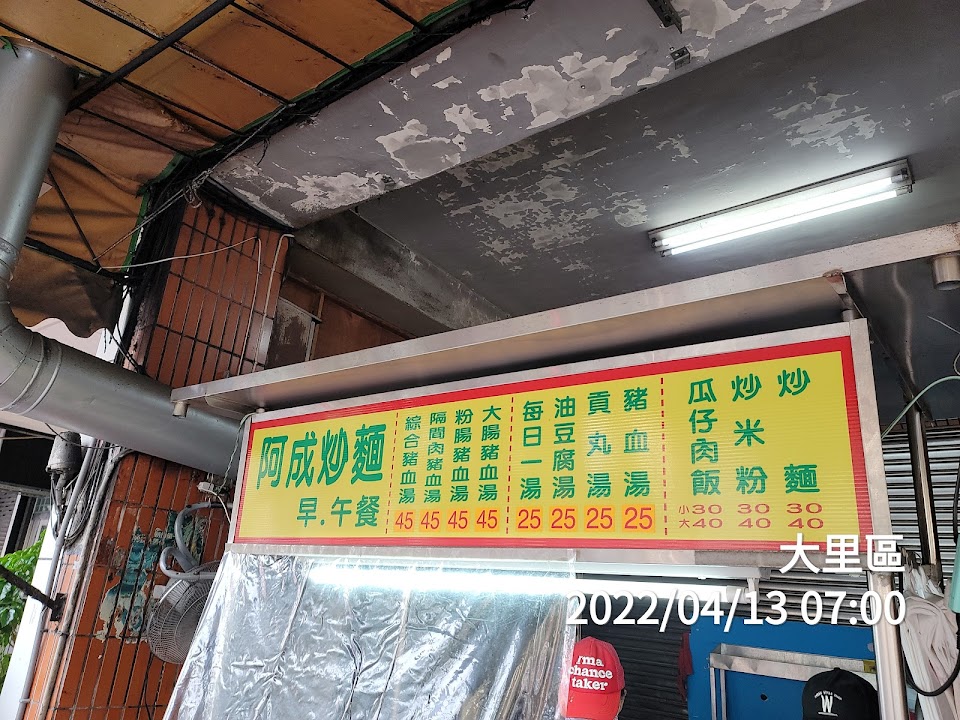 阿成炒麵
早.午餐
炒麵 小30 大40
炒米粉 30 40
瓜仔肉飯 30 40
豬血湯 25
貢丸湯 25
油豆腐湯 25
每日一湯 25
大腸豬血湯 45
粉腸豬血湯 45
隔間肉豬血湯 45
綜合豬血湯 45
大里區
2022/04/13 07:00
I'ma
chance
taker
W